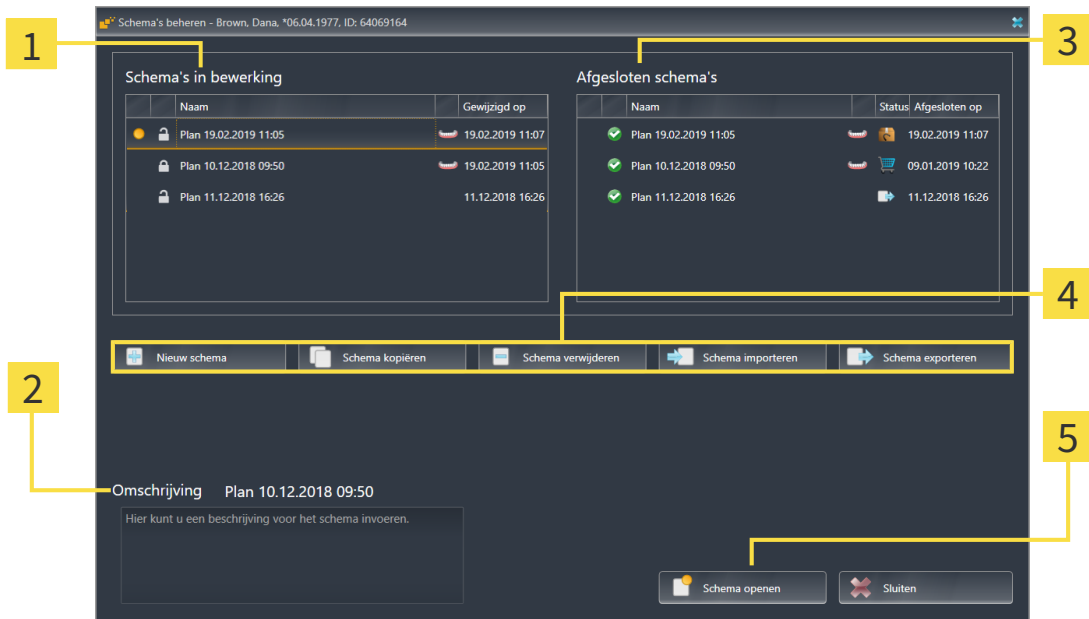 Schema's beheren - Brown, Dana, *06.04.1977, ID: 64069164
1
3
Schema's in bewerking
Afgesloten schema's
Naam Gewijzigd op
Naam Status Afgesloten op
Plan 19.02.2019 11:05 19.02.2019 11:07
Plan 19.02.2019 11:05 19.02.2019 11:07
Plan 10.12.2018 09:50 19.02.2019 11:05
Plan 10.12.2018 09:50 09.01.2019 10:22
Plan 11.12.2018 16:26 11.12.2018 16:26
Plan 11.12.2018 16:26 11.12.2018 16:26
4
Nieuw schema
Schema kopiëren
Schema verwijderen
Schema importeren
Schema exporteren
2
5
Omschrijving Plan 10.12.2018 09:50
Hier kunt u een beschrijving voor het schema invoeren.
Schema openen
Sluiten